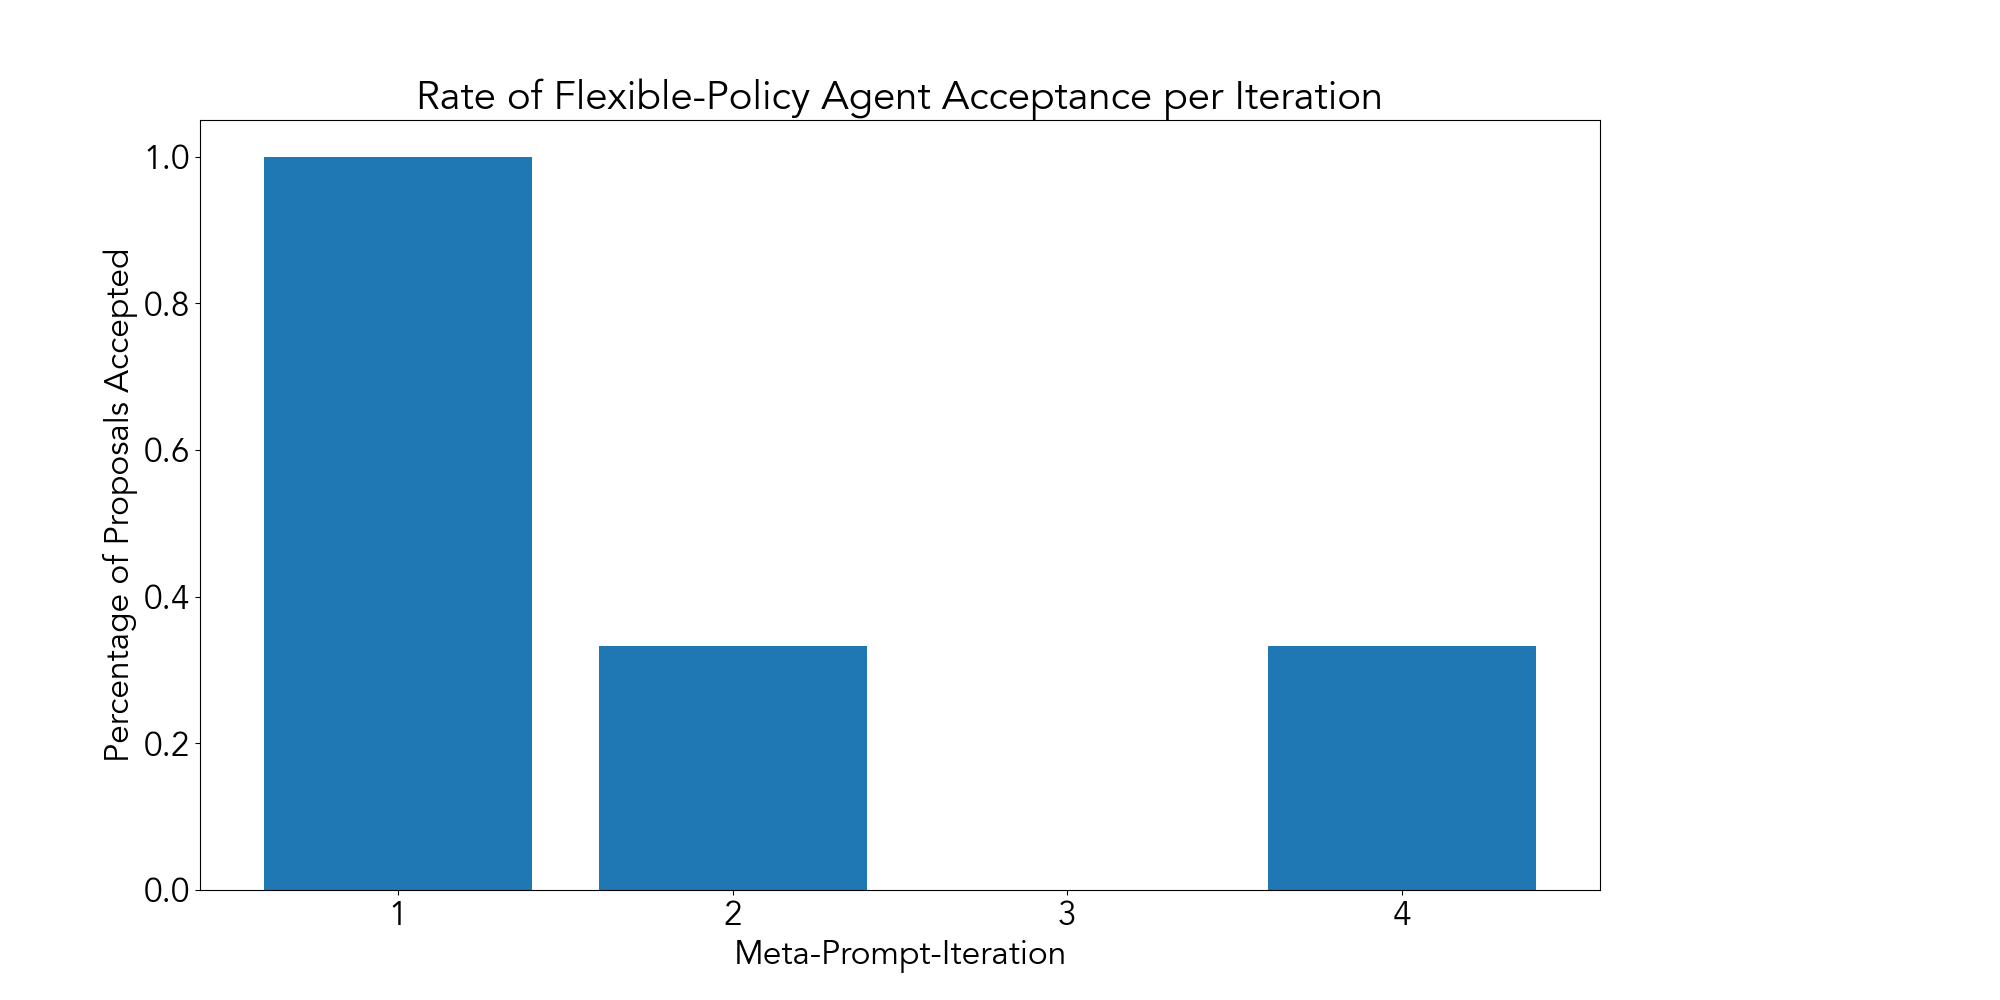 Rate of Flexible-Policy Agent Acceptance per Iteration
Percentage of Proposals Accepted
1.0
0.8
0.6
0.4
0.2
0.0
1 2 3 4
Meta-Prompt-Iteration